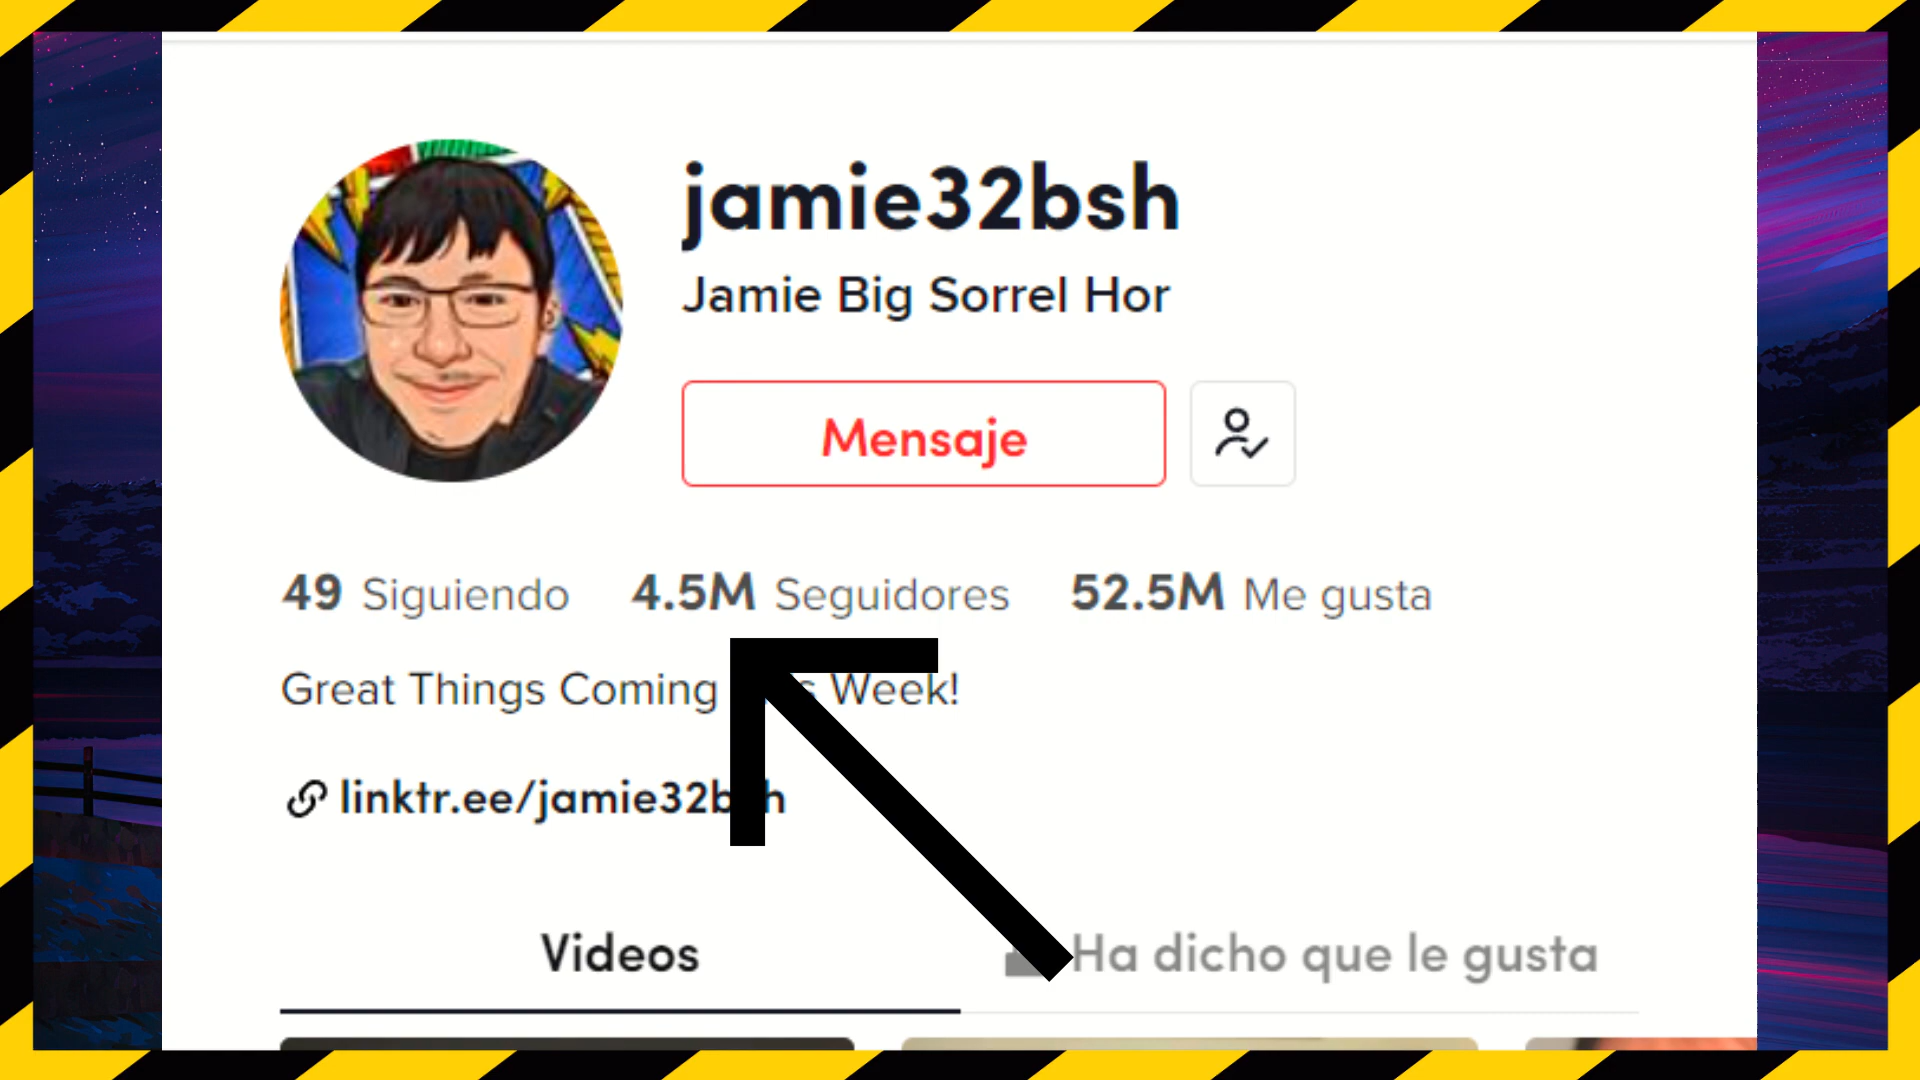 jamie32bsh
Jamie Big Sorrel Hor
Mensaje
49 Siguiendo 4.5M Seguidores 52.5M Me gusta
Great Things Coming Week!
linktr.ee/jamie32b h
Videos Ha dicho que le gusta